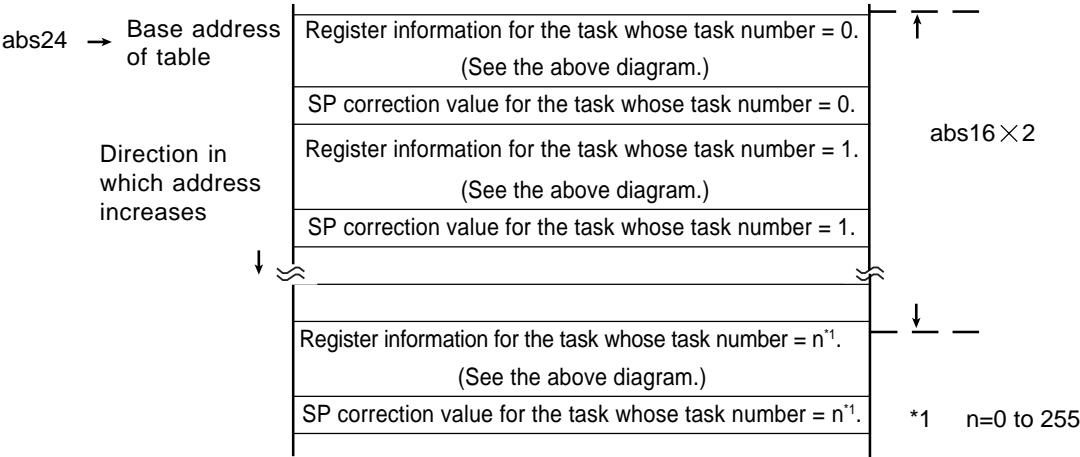 abs24 → Base address
of table
Register information for the task whose task number = 0.
(See the above diagram.)
SP correction value for the task whose task number = 0.
abs16×2
Direction in
which address
increases
Register information for the task whose task number = 1.
(See the above diagram.)
SP correction value for the task whose task number = 1.
Register information for the task whose task number = n*1.
(See the above diagram.)
SP correction value for the task whose task number = n*1.
*1 n=0 to 255